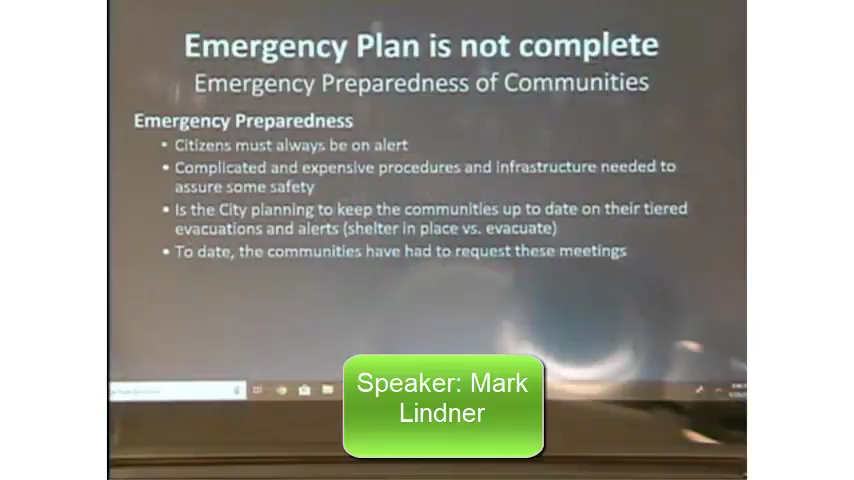 Emergency Plan is not complete
Emergency Preparedness of Communities
Emergency Preparedness
• Citizens must always be on alert
• Complicated and expensive procedures and infrastructure needed to
assure some safety
• Is the City planning to keep the communities up to date on their tiered
evacuations and alerts (shelter in place vs. evacuate)
• To date, the communities have had to request these meetings
Speaker: Mark
Lindner